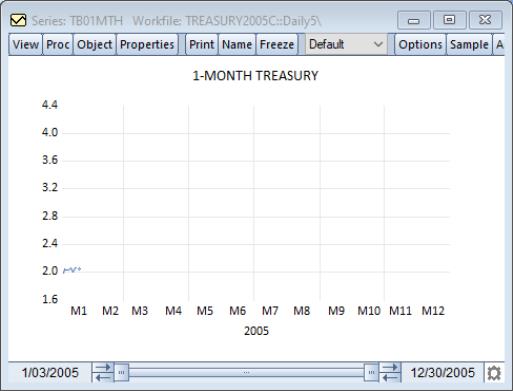 Series: TB01MTH Workfile: TREASURY2005C::Daily5\
View Proc Object Properties Print Name Freeze Default Options Sample A
1-MONTH TREASURY
4.4
4.0
3.6
3.2
2.8
2.4
2.0
1.6
M1 M2 M3 M4 M5 M6 M7 M8 M9 M10 M11 M12
2005
1/03/2005 12/30/2005